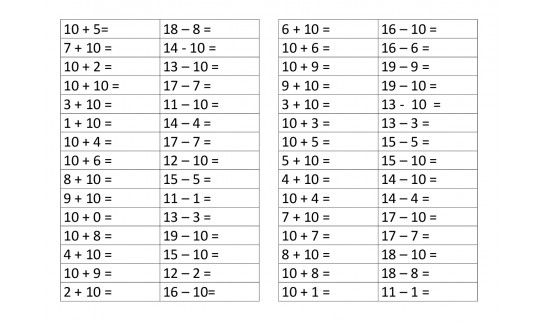 10 + 5= 18 – 8 = 6 + 10 = 16 – 10 =
7 + 10 = 14 - 10 = 10 + 6 = 16 – 6 =
10 + 2 = 13 – 10 = 10 + 9 = 19 – 9 =
10 + 10 = 17 – 7 = 9 + 10 = 19 – 10 =
3 + 10 = 11 – 10 = 3 + 10 = 13 - 10 =
1 + 10 = 14 – 4 = 10 + 3 = 13 – 3 =
10 + 4 = 17 – 7 = 10 + 5 = 15 – 5 =
10 + 6 = 12 – 10 = 5 + 10 = 15 – 10 =
8 + 10 = 15 – 5 = 4 + 10 = 14 – 10 =
9 + 10 = 11 – 1 = 10 + 4 = 14 – 4 =
10 + 0 = 13 – 3 = 7 + 10 = 17 – 10 =
10 + 8 = 19 – 10 = 10 + 7 = 17 – 7 =
4 + 10 = 15 – 10 = 8 + 10 = 18 – 10 =
10 + 9 = 12 – 2 = 10 + 8 = 18 – 8 =
2 + 10 = 16 – 10= 10 + 1 = 11 – 1 =